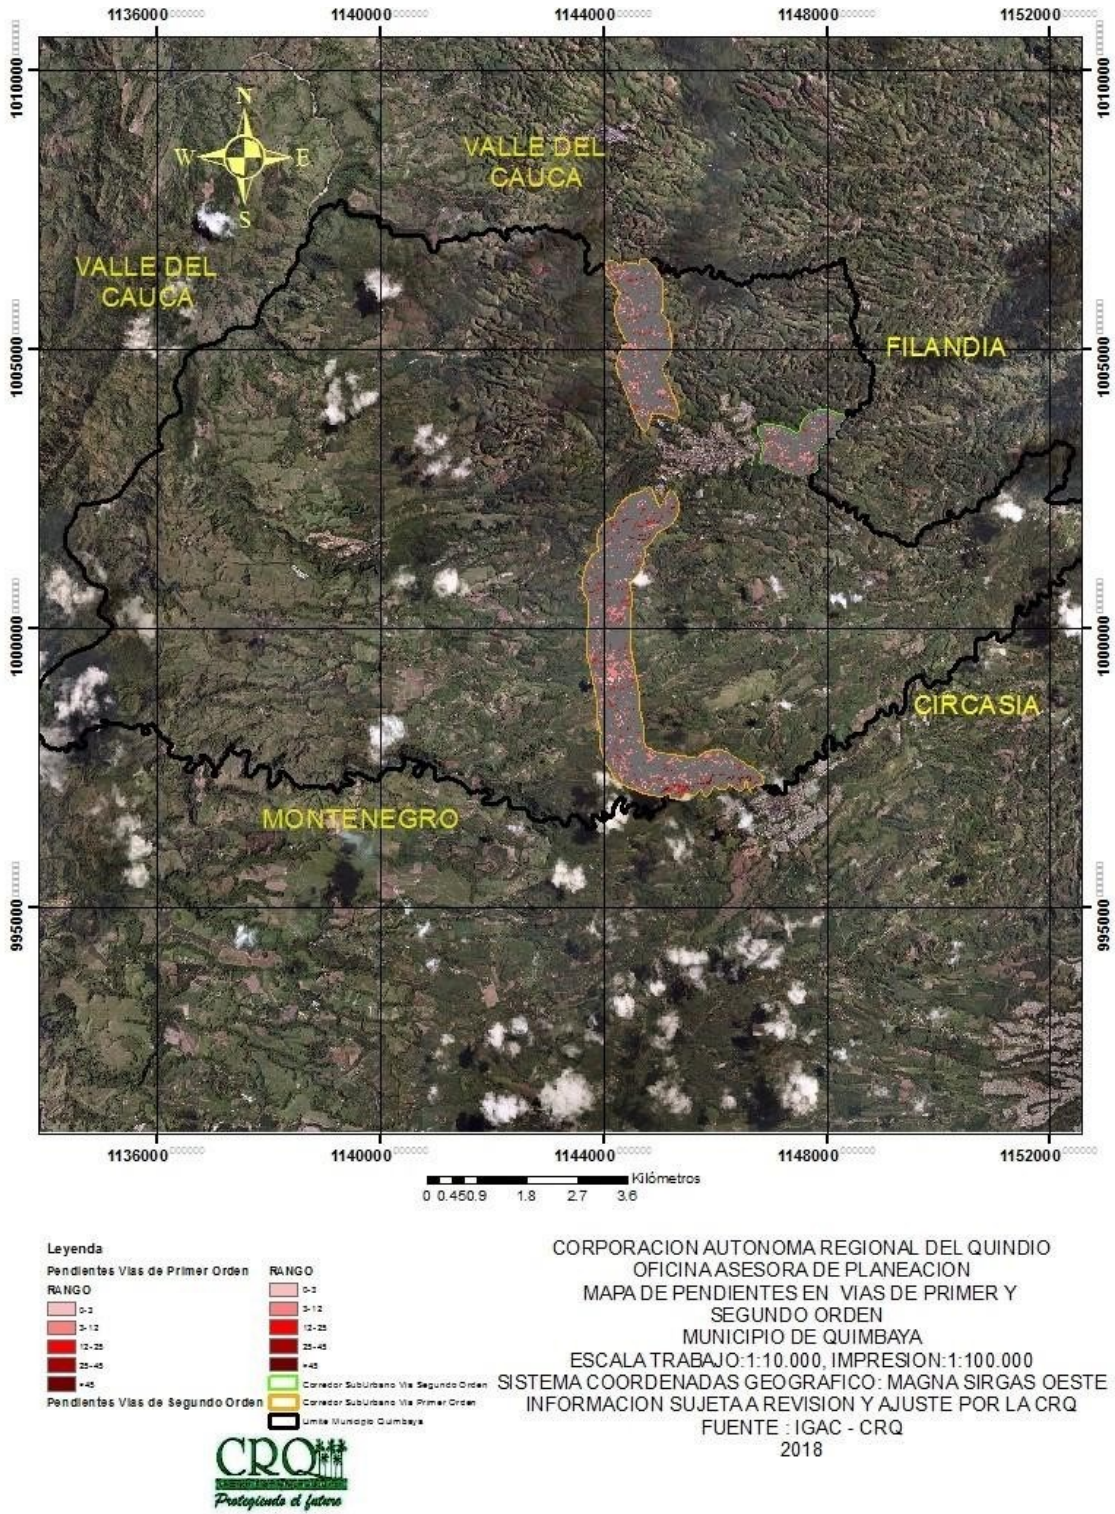 1136000 1140000 1144000 1148000 1152000
1010000 1010000
N
W E
S
VALLE DEL
CAUCA
VALLE DEL
CAUCA
1005000 1005000
FILANDIA
1000000 1000000
CIRCASIA
MONTENEGRO
995000 995000
1136000 1140000 1144000 1148000 1152000
Kilómetros
0 0.45 0.9 1.8 2.7 3.6
Leyenda
Pendientes Vias de Primer Orden
RANGO
0-3
3-12
12-25
25-45
>45
Pendientes Vias de Segundo Orden
RANGO
0-3
3-12
12-25
25-45
>45
Corredor SubUrbano Via Segundo Orden
Corredor SubUrbano Via Primer Orden
Limite Municipio Quimbaya
CORPORACION AUTONOMA REGIONAL DEL QUINDIO
OFICINA ASESORA DE PLANEACION
MAPA DE PENDIENTES EN VIAS DE PRIMER Y
SEGUNDO ORDEN
MUNICIPIO DE QUIMBAYA
ESCALA TRABAJO:1:10.000, IMPRESION:1:100.000
SISTEMA COORDENADAS GEOGRAFICO: MAGNA SIRGAS OESTE
INFORMACION SUJETA A REVISION Y AJUSTE POR LA CRQ
FUENTE : IGAC - CRQ
2018
CRQ
Protegiendo el futuro